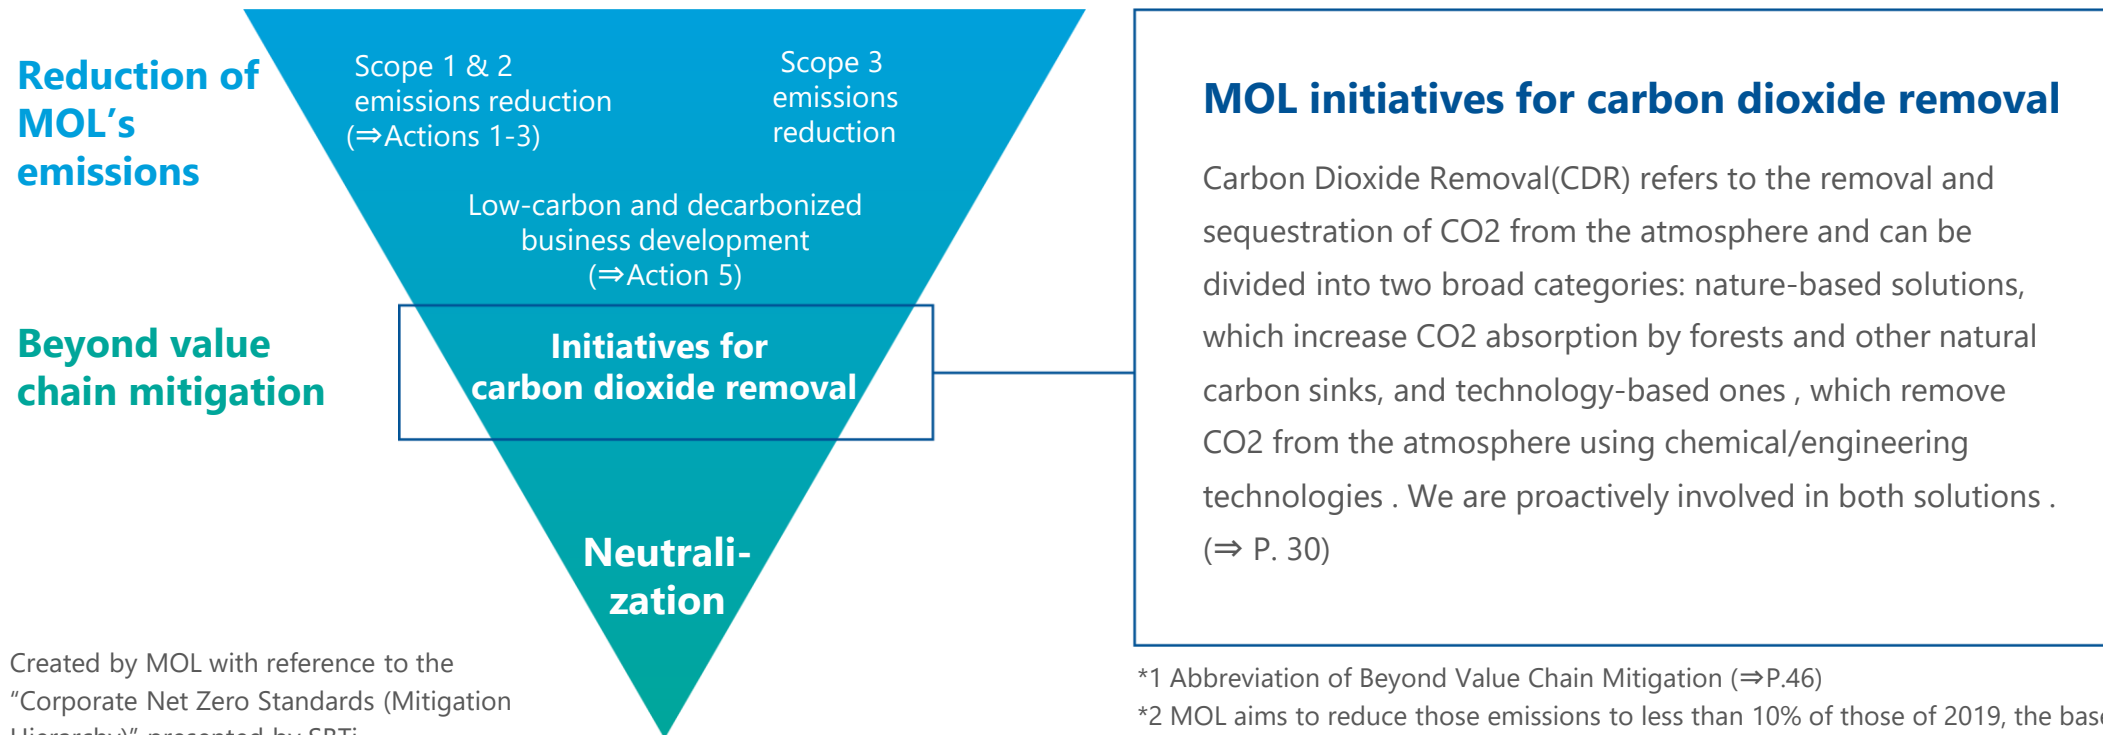 Reduction of
MOL’s
emissions
Scope 1 & 2
emissions reduction
(⇒Actions 1-3)
Scope 3
emissions
reduction
Low-carbon and decarbonized
business development
(⇒Action 5)
Beyond value
chain mitigation
Initiatives for
carbon dioxide removal
Neutrali-
zation
Created by MOL with reference to the
“Corporate Net Zero Standards (Mitigation
Hierarchy)” presented by SBTi
MOL initiatives for carbon dioxide removal
Carbon Dioxide Removal(CDR) refers to the removal and
sequestration of CO2 from the atmosphere and can be
divided into two broad categories: nature-based solutions,
which increase CO2 absorption by forests and other natural
carbon sinks, and technology-based ones , which remove
CO2 from the atmosphere using chemical/engineering
technologies . We are proactively involved in both solutions .
(⇒ P. 30)
*1 Abbreviation of Beyond Value Chain Mitigation (⇒P.46)
*2 MOL aims to reduce those emissions to less than 10% of those of 2019, the base